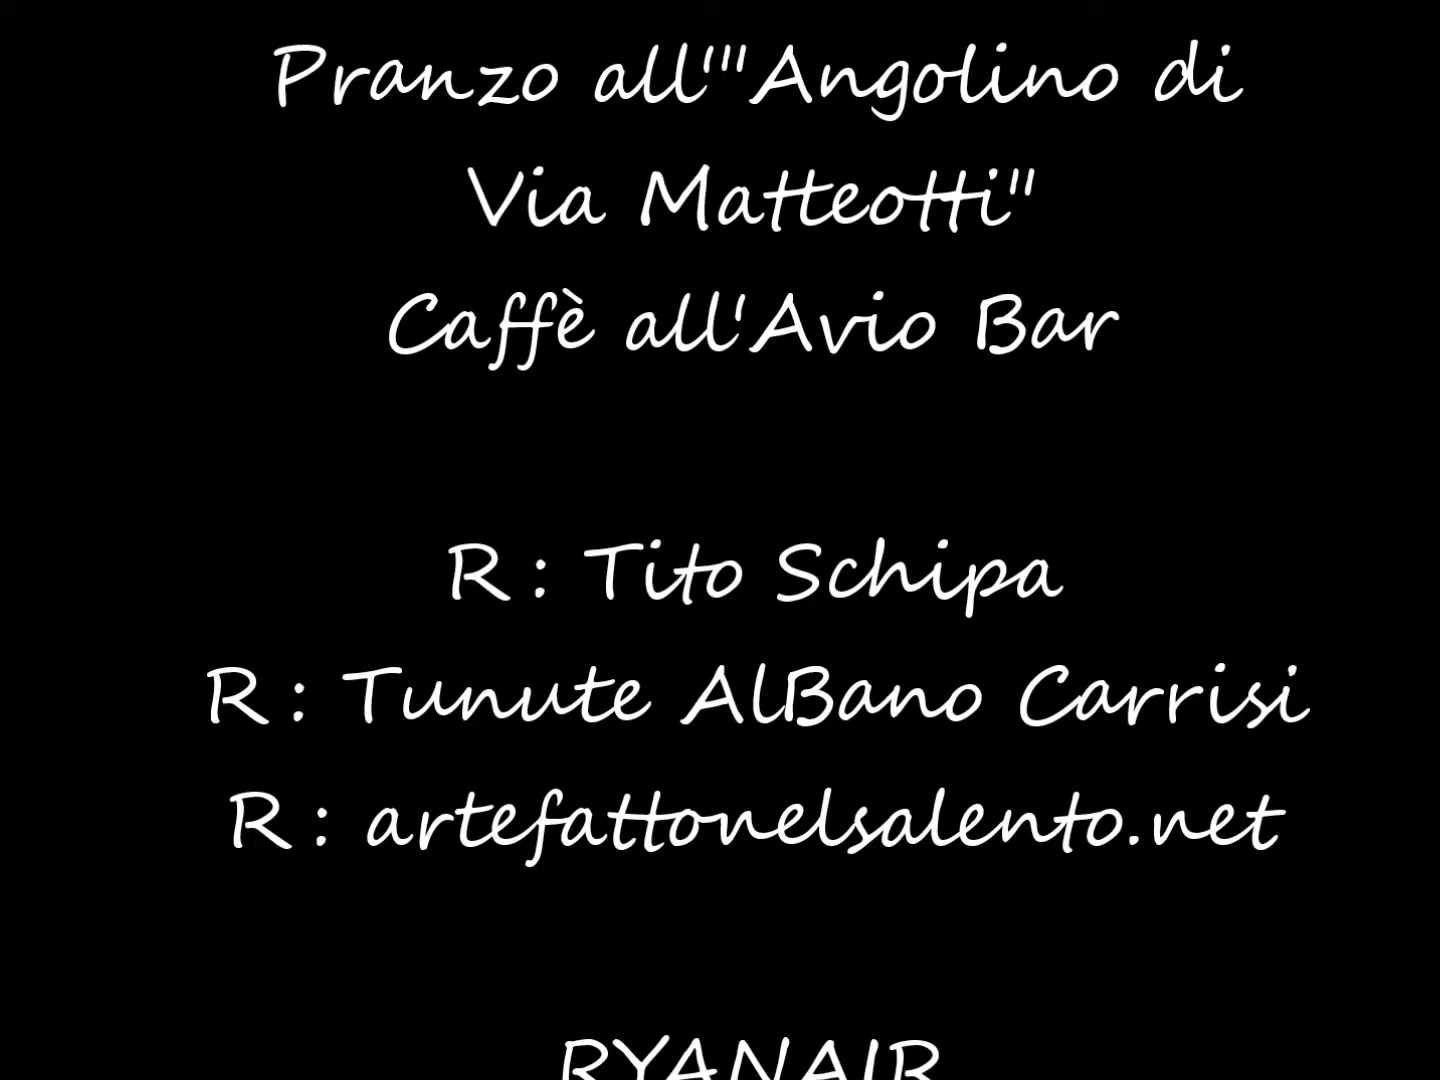 Pranzo all'"Angolino di
Via Matteotti"
Caffè all'Avio Bar
R : Tito Schipa
R : Tunute AlBano Carrisi
R : artefattonelsalento.net
RYANAIR